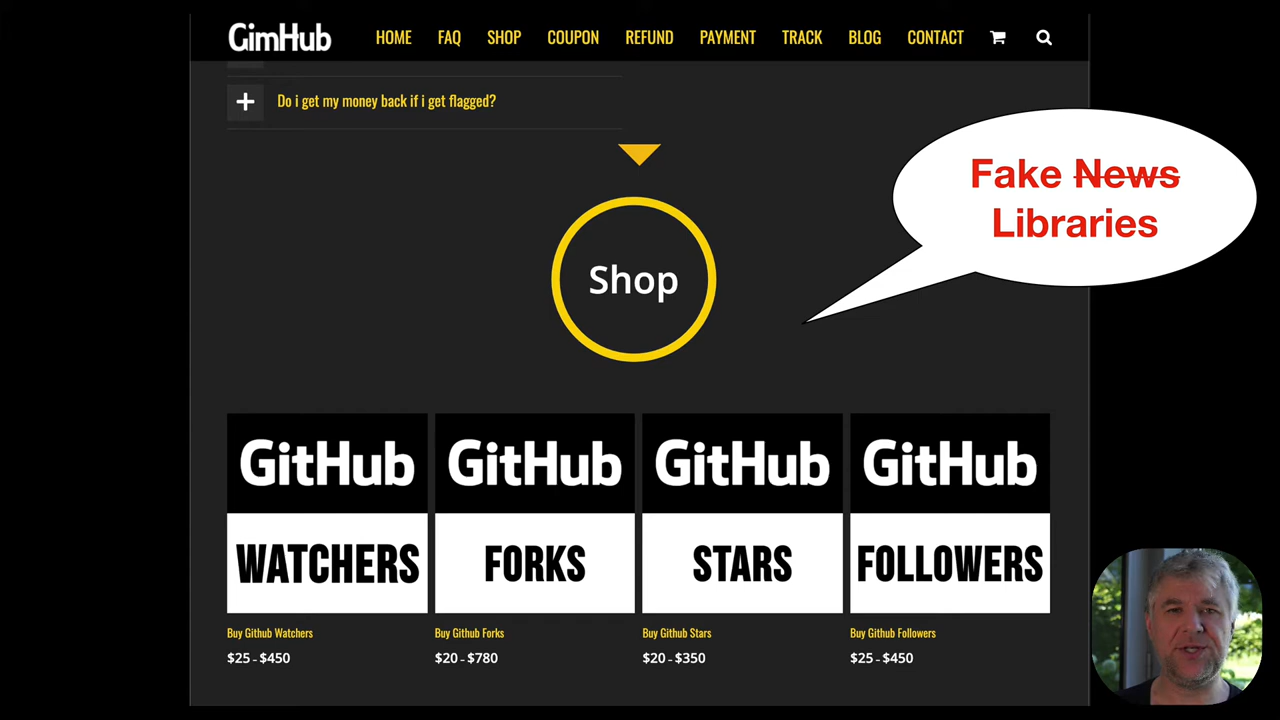 GimHub
HOME FAQ SHOP COUPON REFUND PAYMENT TRACK BLOG CONTACT
Do i get my money back if i get flagged?
Fake News
Libraries
Shop
GitHub GitHub GitHub GitHub
WATCHERS FORKS STARS FOLLOWERS
Buy Github Watchers Buy Github Forks Buy Github Stars Buy Github Followers
$25 - $450 $20 - $780 $20 - $350 $25 - $450